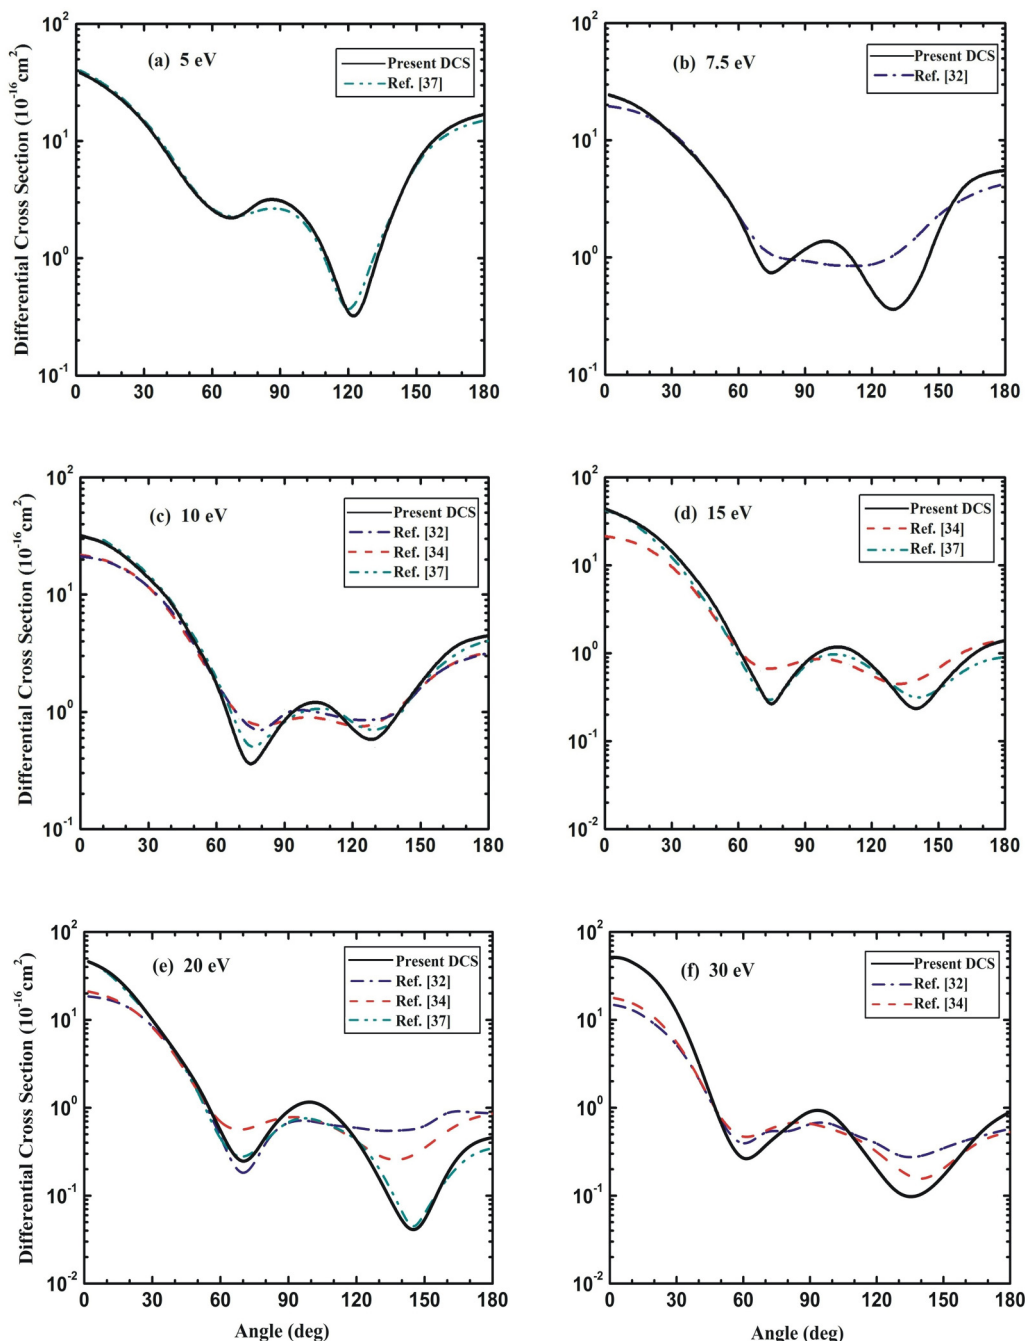 (a) 5 eV
Present DCS
Ref. [37]
10²
10¹
10⁰
10⁻¹
0 30 60 90 120 150 180
Differential Cross Section (10⁻¹⁶ cm²)
(b) 7.5 eV
Present DCS
Ref. [32]
10²
10¹
10⁰
10⁻¹
0 30 60 90 120 150 180
(c) 10 eV
Present DCS
Ref. [32]
Ref. [34]
Ref. [37]
10²
10¹
10⁰
10⁻¹
0 30 60 90 120 150 180
Differential Cross Section (10⁻¹⁶ cm²)
(d) 15 eV
Present DCS
Ref. [34]
Ref. [37]
10²
10¹
10⁰
10⁻¹
10⁻²
0 30 60 90 120 150 180
(e) 20 eV
Present DCS
Ref. [32]
Ref. [34]
Ref. [37]
10²
10¹
10⁰
10⁻¹
10⁻²
0 30 60 90 120 150 180
Differential Cross Section (10⁻¹⁶ cm²)
Angle (deg)
(f) 30 eV
Present DCS
Ref. [32]
Ref. [34]
10²
10¹
10⁰
10⁻¹
10⁻²
0 30 60 90 120 150 180
Angle (deg)